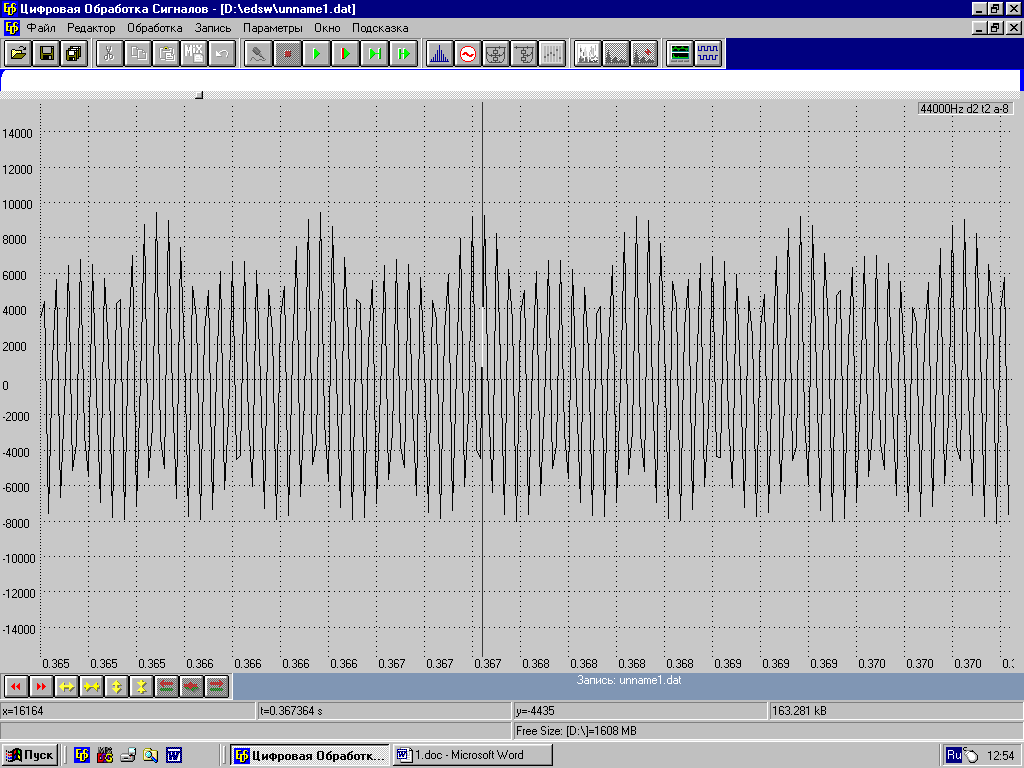 Цифровая Обработка Сигналов - [D:\edsw\unname1.dat]
Файл Редактор Обработка Запись Параметры Окно Подсказка
MiX
44000Hz d2 t2 a-8
14000
12000
10000
8000
6000
4000
2000
0
-2000
-4000
-6000
-8000
-10000
-12000
-14000
0.365 0.365 0.365 0.366 0.366 0.366 0.366 0.367 0.367 0.367 0.368 0.368 0.368 0.368 0.369 0.369 0.369 0.370 0.370 0.370
Запись: unname1.dat
x=16164 t=0.367364 s y=-4435 163.281 kB
Free Size: [D:\]=1608 MB
Пуск Цифровая Обработк... 1.doc - Microsoft Word Ru 12:54